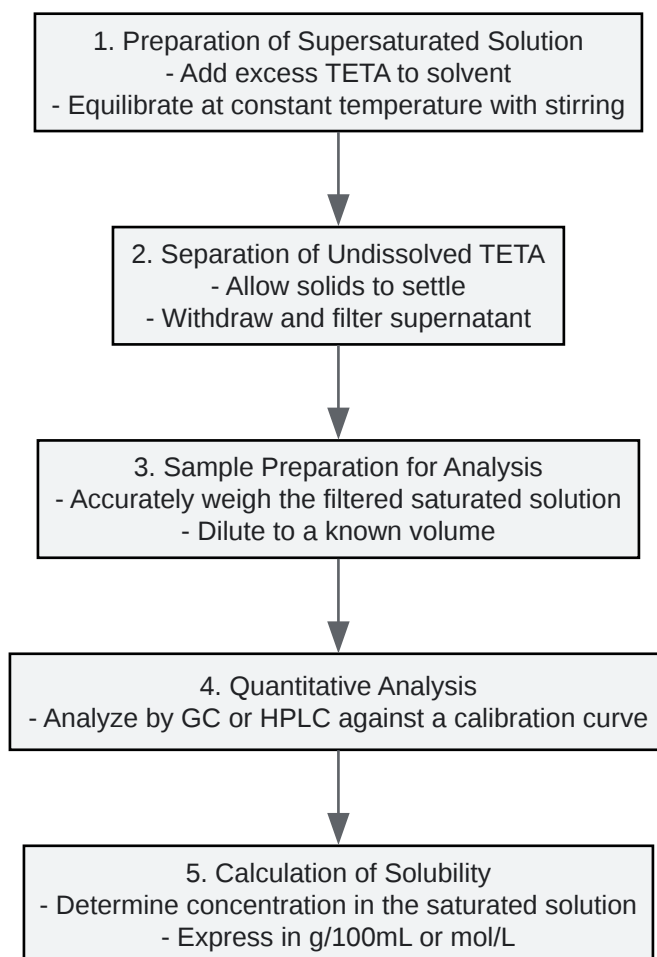 1. Preparation of Supersaturated Solution
- Add excess TETA to solvent
- Equilibrate at constant temperature with stirring
2. Separation of Undissolved TETA
- Allow solids to settle
- Withdraw and filter supernatant
3. Sample Preparation for Analysis
- Accurately weigh the filtered saturated solution
- Dilute to a known volume
4. Quantitative Analysis
- Analyze by GC or HPLC against a calibration curve
5. Calculation of Solubility
- Determine concentration in the saturated solution
- Express in g/100mL or mol/L